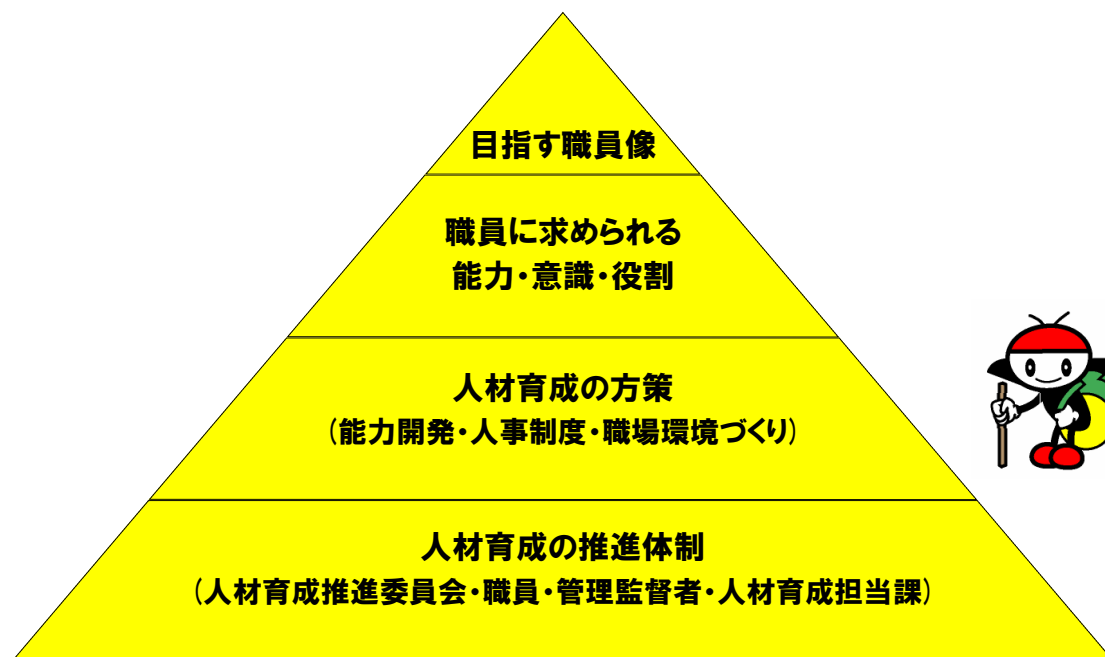 目指す職員像
職員に求められる
能力・意識・役割
人材育成の方策
（能力開発・人事制度・職場環境づくり）
人材育成の推進体制
（人材育成推進委員会・職員・管理監督者・人材育成担当課）